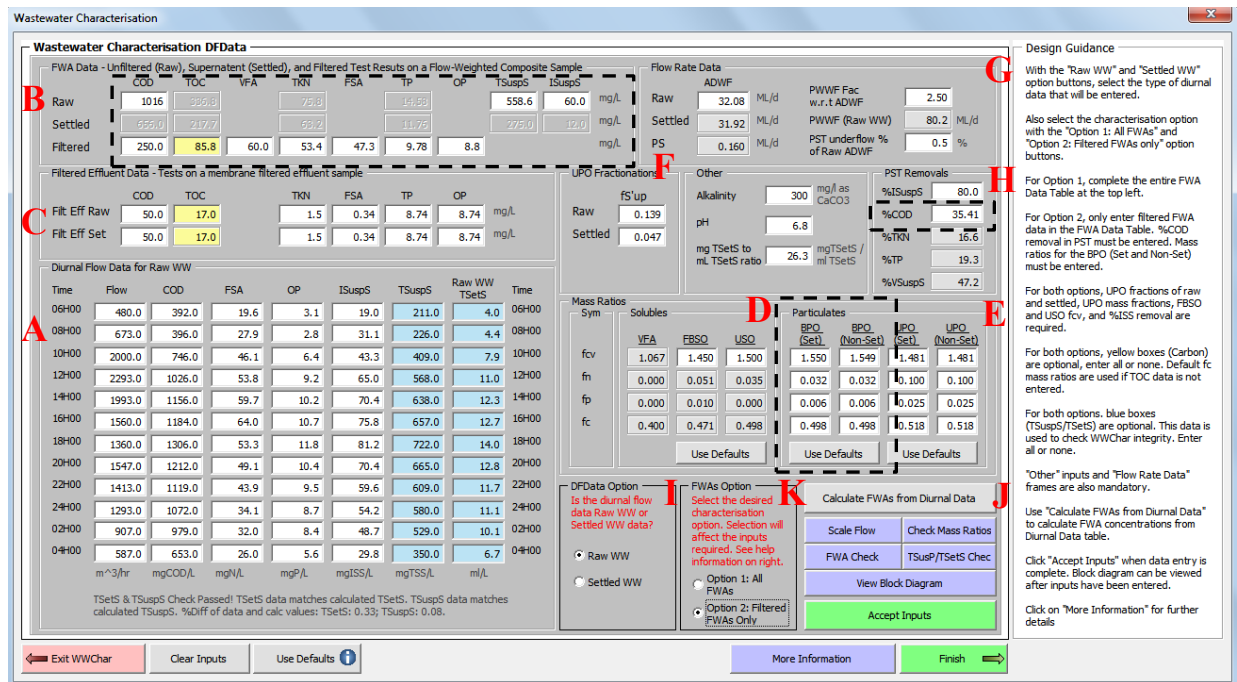 Wastewater Characterisation
x
Wastewater Characterisation DFData
FWA Data - Unfiltered (Raw), Supernatent (Settled), and Filtered Test Resuts on a Flow-Weighted Composite Sample
B
COD TOC VFA TKN FSA TP OP TSuspS ISuspS
Raw 1016 75.8 14.53 558.6 60.0 mg/L
Settled 656.0 217.7 63.2 11.75 275.0 12.0 mg/L
Filtered 250.0 85.8 60.0 53.4 47.3 9.78 8.8 mg/L
Flow Rate Data
G
ADWF
Raw 32.08 ML/d PWWF Fac w.r.t ADWF 2.50
Settled 31.92 ML/d PWWF (Raw WW) 80.2 ML/d
PS 0.160 ML/d PST underflow % of Raw ADWF 0.5 %
Filtered Effluent Data - Tests on a membrane filtered effluent sample
C
COD TOC TKN FSA TP OP
Filt Eff Raw 50.0 17.0 1.5 0.34 8.74 8.74 mg/L
Filt Eff Set 50.0 17.0 1.5 0.34 8.74 8.74 mg/L
F
UPO Fractionations
fS'up
Raw 0.139
Settled 0.047
Other
Alkalinity 300 mg/l as CaCO3
pH 6.8
mg TSetS to mL TSetS ratio 26.3 mgTSetS / ml TSetS
PST Removals
H
%ISuspS 80.0
%COD 35.41
%TKN 16.6
%TP 19.3
%VSuspS 47.2
Diurnal Flow Data for Raw WW
A
Time Flow COD FSA OP ISuspS TSuspS Raw WW TSetS Time
06H00 480.0 392.0 19.6 3.1 19.0 211.0 4.0 06H00
08H00 673.0 396.0 27.9 2.8 31.1 226.0 4.4 08H00
10H00 2000.0 746.0 46.1 6.4 43.3 409.0 7.9 10H00
12H00 2293.0 1026.0 53.8 9.2 65.0 568.0 11.0 12H00
14H00 1993.0 1156.0 59.7 10.2 70.4 638.0 12.3 14H00
16H00 1560.0 1184.0 64.0 10.7 75.8 657.0 12.7 16H00
18H00 1360.0 1306.0 53.3 11.8 81.2 722.0 14.0 18H00
20H00 1547.0 1212.0 49.1 10.4 70.4 665.0 12.8 20H00
22H00 1413.0 1119.0 43.9 9.5 59.6 609.0 11.7 22H00
24H00 1293.0 1072.0 34.1 8.7 54.2 580.0 11.1 24H00
02H00 907.0 979.0 32.0 8.4 48.7 529.0 10.1 02H00
04H00 587.0 653.0 26.0 5.6 29.8 350.0 6.7 04H00
m^3/hr mgCOD/L mgN/L mgP/L mgISS/L mgTSS/L ml/L
TSetS & TSuspS Check Passed! TSetS data matches calculated TSetS. TSuspS data matches
calculated TSuspS. %Diff of data and calc values: TSetS: 0.33; TSuspS: 0.08.
Mass Ratios
D
E
Sym Solubles Particulates
VFA FBSO USO BPO (Set) BPO (Non-Set) UPO (Set) UPO (Non-Set)
fcv 1.067 1.450 1.500 1.550 1.549 1.481 1.481
fn 0.000 0.051 0.035 0.032 0.032 0.100 0.100
fp 0.000 0.010 0.000 0.006 0.006 0.025 0.025
fc 0.400 0.471 0.498 0.498 0.498 0.518 0.518
Use Defaults Use Defaults Use Defaults
DFData Option
I
Is the diurnal flow
data Raw WW or
Settled WW data?
Raw WW
Settled WW
FWAs Option
K
Select the desired
characterisation
option. Selection will
affect the inputs
required. See help
information on right.
Option 1: All
FWAs
Option 2: Filtered
FWAs Only
J
Calculate FWAs from Diurnal Data
Scale Flow Check Mass Ratios
FWA Check TSusP/TSetS Chec
View Block Diagram
Accept Inputs
Exit WWChar Clear Inputs Use Defaults i More Information Finish
Design Guidance
With the "Raw WW" and "Settled WW"
option buttons, select the type of diurnal
data that will be entered.
Also select the characterisation option
with the "Option 1: All FWAs" and
"Option 2: Filtered FWAs only" option
buttons.
For Option 1, complete the entire FWA
Data Table at the top left.
For Option 2, only enter filtered FWA
data in the FWA Data Table. %COD
removal in PST must be entered. Mass
ratios for the BPO (Set and Non-Set)
must be entered.
For both options, UPO fractions of raw
and settled, UPO mass fractions, FBSO
and USO fcv, and %ISS removal are
required.
For both options, yellow boxes (Carbon)
are optional, enter all or none. Default fc
mass ratios are used if TOC data is not
entered.
For both options. blue boxes
(TSuspS/TSetS) are optional. This data is
used to check WWChar integrity. Enter
all or none.
"Other" inputs and "Flow Rate Data"
frames are also mandatory.
Use "Calculate FWAs from Diurnal Data"
to calculate FWA concentrations from
Diurnal Data table.
Click "Accept Inputs" when data entry is
complete. Block diagram can be viewed
after inputs have been entered.
Click on "More Information" for further
details